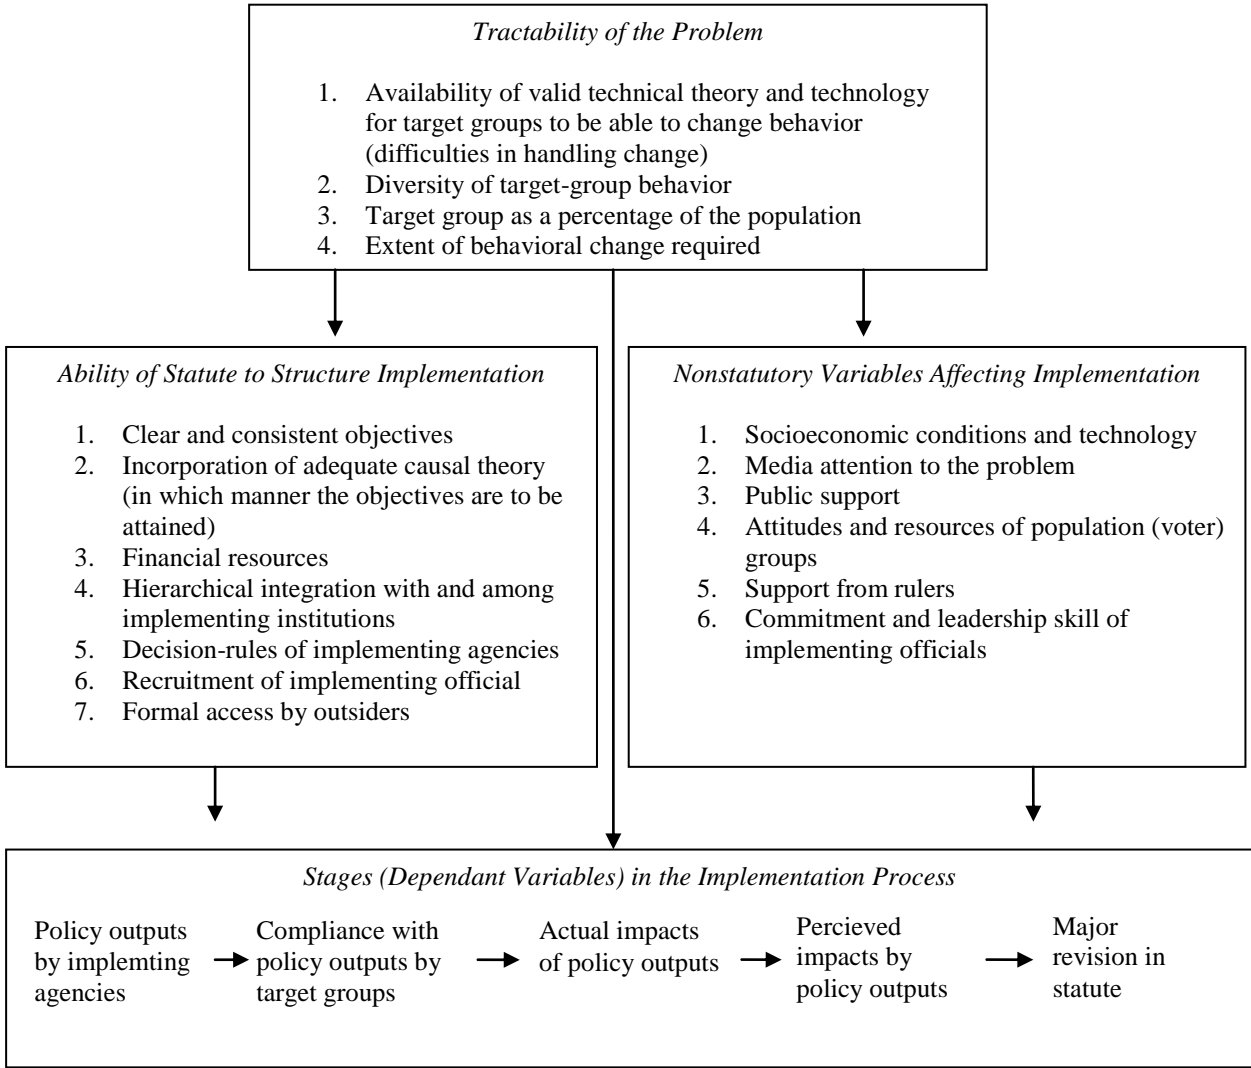 Tractability of the Problem
1. Availability of valid technical theory and technology
for target groups to be able to change behavior
(difficulties in handling change)
2. Diversity of target-group behavior
3. Target group as a percentage of the population
4. Extent of behavioral change required
Ability of Statute to Structure Implementation
1. Clear and consistent objectives
2. Incorporation of adequate causal theory
(in which manner the objectives are to be
attained)
3. Financial resources
4. Hierarchical integration with and among
implementing institutions
5. Decision-rules of implementing agencies
6. Recruitment of implementing official
7. Formal access by outsiders
Nonstatutory Variables Affecting Implementation
1. Socioeconomic conditions and technology
2. Media attention to the problem
3. Public support
4. Attitudes and resources of population (voter)
groups
5. Support from rulers
6. Commitment and leadership skill of
implementing officials
Stages (Dependant Variables) in the Implementation Process
Policy outputs
by implemting
agencies
Compliance with
policy outputs by
target groups
Actual impacts
of policy outputs
Percieved
impacts by
policy outputs
Major
revision in
statute